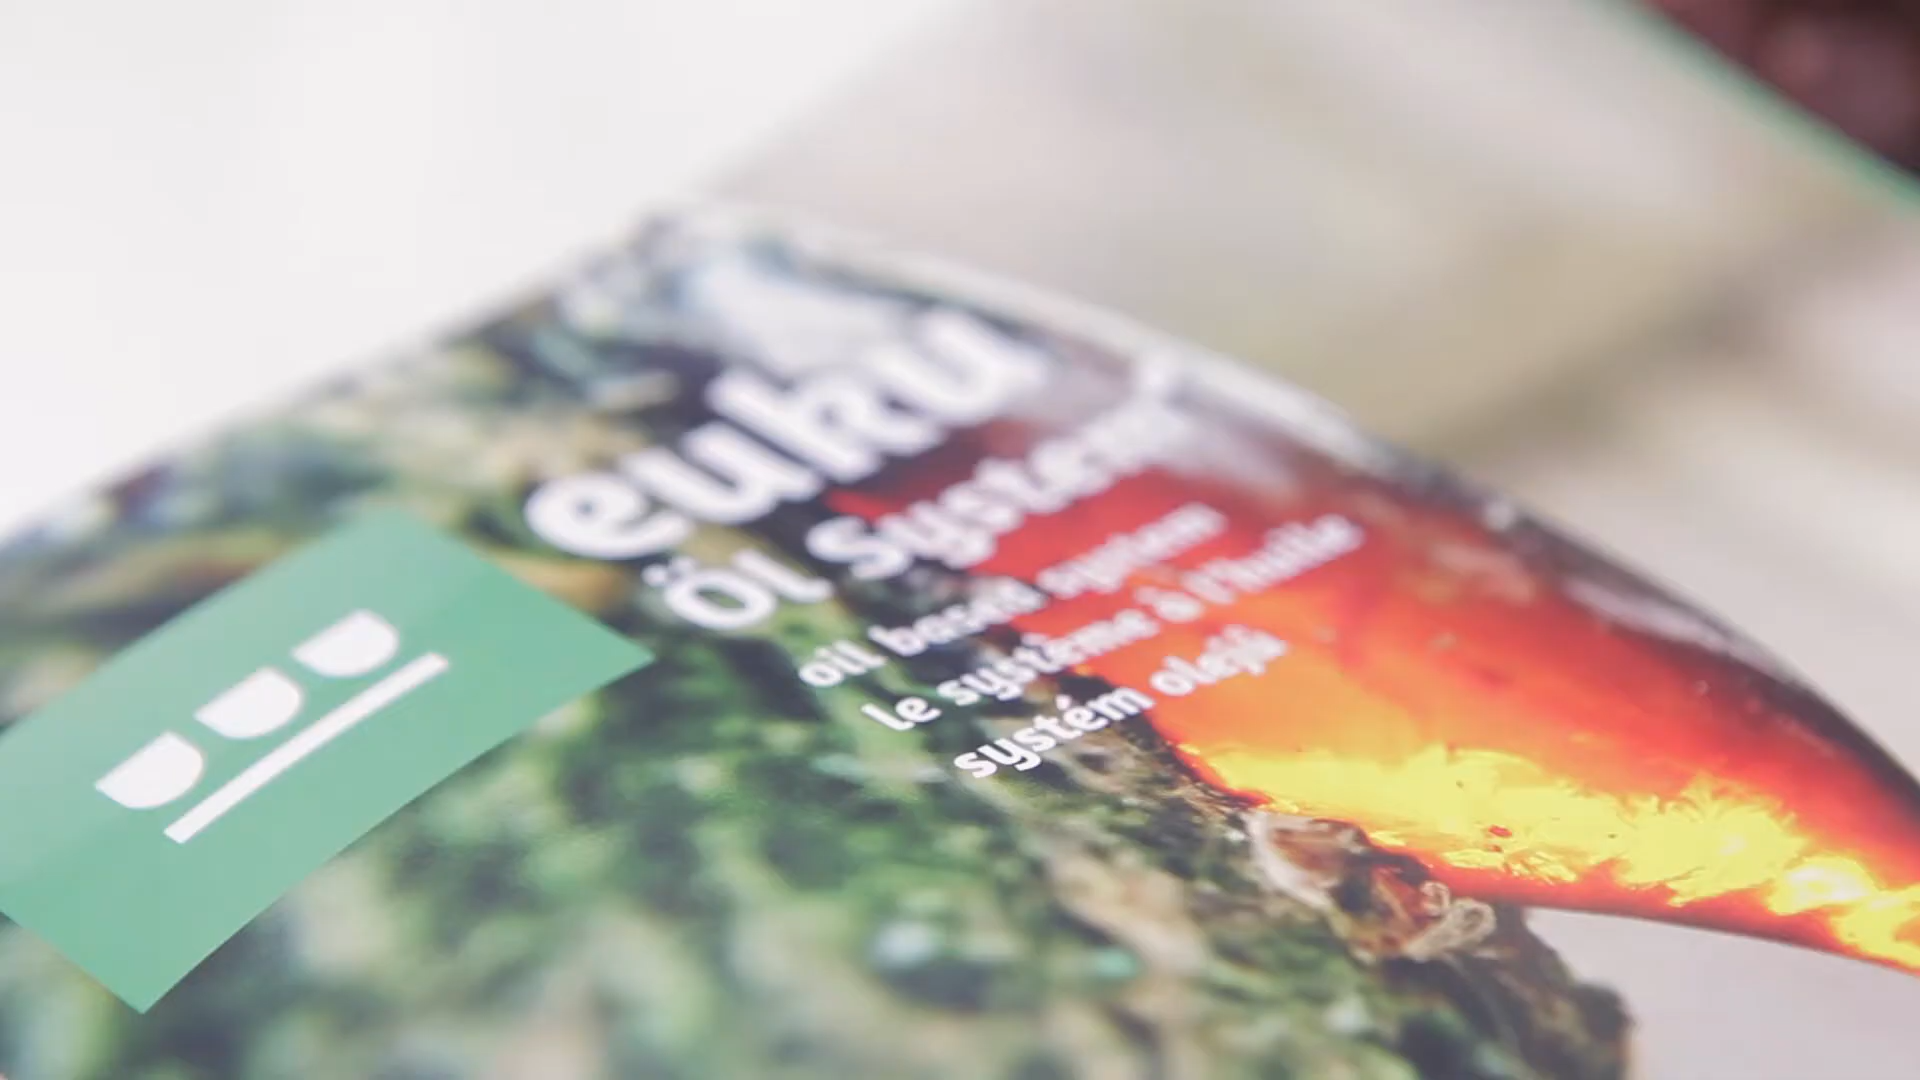 euku
Öl System
oil based system
le système à l'huile
systém olejů